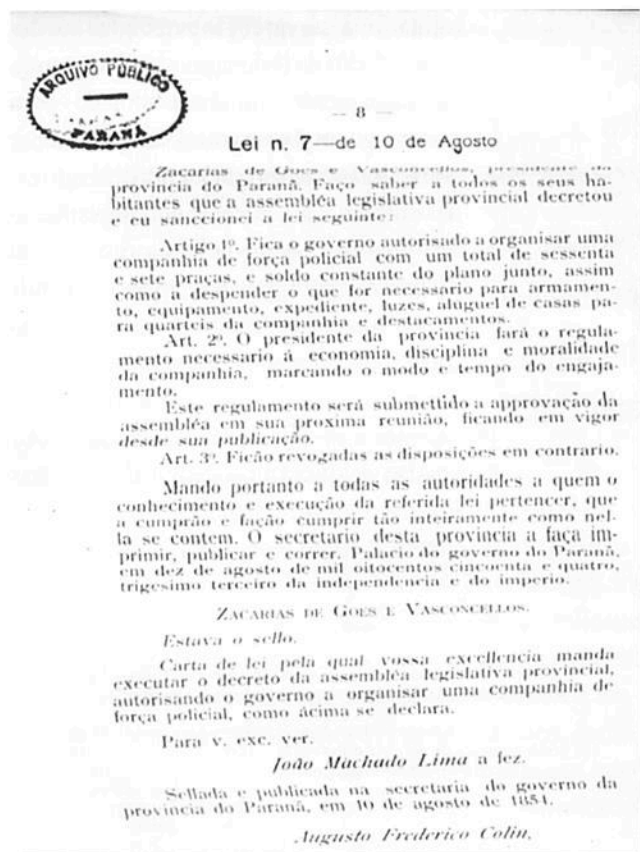 ARQUIVO PÚBLICO
PARANÁ
— 8 —
Lei n. 7—de 10 de Agosto
Zacarias de Goes e Vasconcellos, presidente da
provincia do Paraná. Faço saber a todos os seus ha-
bitantes que a assembléa legislativa provincial decretou
e eu sanccionei a lei seguinte:
Artigo 1º. Fica o governo autorisado a organisar uma
companhia de força policial com um total de sessenta
e sete praças, e soldo constante do plano junto, assim
como a despender o que for necessario para armamen-
to, equipamento, expediente, luzes, aluguel de casas pa-
ra quarteis da companhia e destacamentos.
Art. 2º. O presidente da provincia fará o regula-
mento necessario á economia, disciplina e moralidade
da companhia, marcando o modo e tempo do engaja-
mento.
Este regulamento será submettido a approvação da
assembléa em sua proxima reunião, ficando em vigor
desde sua publicação.
Art. 3º. Ficão revogadas as disposições em contrario.
Mando portanto a todas as autoridades a quem o
conhecimento e execução da referida lei pertencer, que
a cumprão e fação cumprir tão inteiramente como nel-
la se contem. O secretario desta provincia a faça im-
primir, publicar e correr. Palacio do governo do Paraná,
em dez de agosto de mil oitocentos cincoenta e quatro,
trigesimo terceiro da independencia e do imperio.
ZACARIAS DE GOES E VASCONCELLOS.
Estava o sello.
Carta de lei pela qual vossa excellencia manda
executar o decreto da assembléa legislativa provincial,
autorisando o governo a organisar uma companhia de
força policial, como ácima se declara.
Para v. exc. ver.
João Machado Lima a fez.
Sellada e publicada na secretaria do governo da
provincia do Paraná, em 10 de agosto de 1854.
Augusto Frederico Colin.